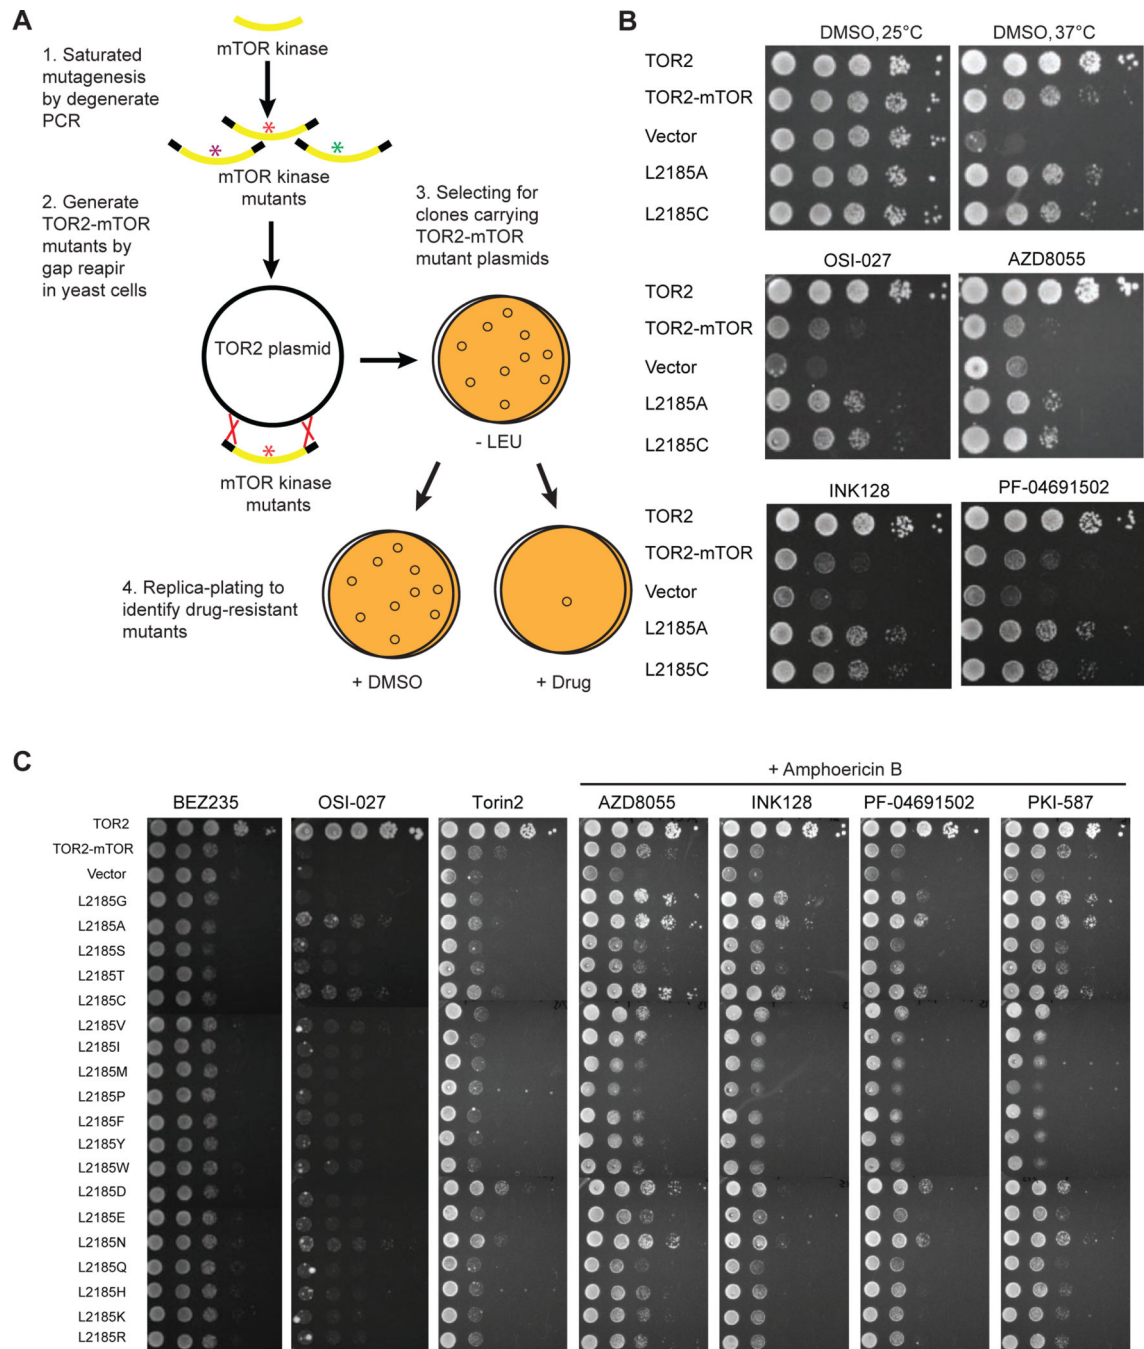 A
mTOR kinase
1. Saturated
mutagenesis
by degenerate
PCR
mTOR kinase
mutants
2. Generate
TOR2-mTOR
mutants by
gap reapir
in yeast cells
3. Selecting for
clones carrying
TOR2-mTOR
mutant plasmids
TOR2 plasmid
- LEU
mTOR kinase
mutants
4. Replica-plating to
identify drug-resistant
mutants
+ DMSO
+ Drug
B
DMSO, 25°C
DMSO, 37°C
TOR2
TOR2-mTOR
Vector
L2185A
L2185C
OSI-027
AZD8055
TOR2
TOR2-mTOR
Vector
L2185A
L2185C
INK128
PF-04691502
TOR2
TOR2-mTOR
Vector
L2185A
L2185C
C
+ Amphoericin B
BEZ235
OSI-027
Torin2
AZD8055
INK128
PF-04691502
PKI-587
TOR2
TOR2-mTOR
Vector
L2185G
L2185A
L2185S
L2185T
L2185C
L2185V
L2185I
L2185M
L2185P
L2185F
L2185Y
L2185W
L2185D
L2185E
L2185N
L2185Q
L2185H
L2185K
L2185R